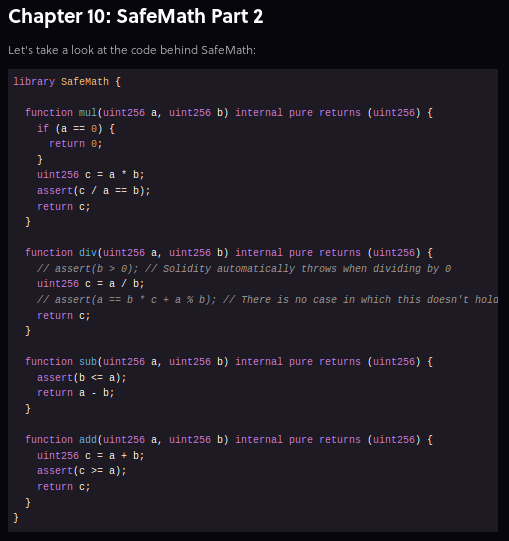 Chapter 10: SafeMath Part 2
Let's take a look at the code behind SafeMath:
library SafeMath {
function mul(uint256 a, uint256 b) internal pure returns (uint256) {
if (a == 0) {
return 0;
}
uint256 c = a * b;
assert(c / a == b);
return c;
}
function div(uint256 a, uint256 b) internal pure returns (uint256) {
// assert(b > 0); // Solidity automatically throws when dividing by 0
uint256 c = a / b;
// assert(a == b * c + a % b); // There is no case in which this doesn't hold
return c;
}
function sub(uint256 a, uint256 b) internal pure returns (uint256) {
assert(b <= a);
return a - b;
}
function add(uint256 a, uint256 b) internal pure returns (uint256) {
uint256 c = a + b;
assert(c >= a);
return c;
}
}